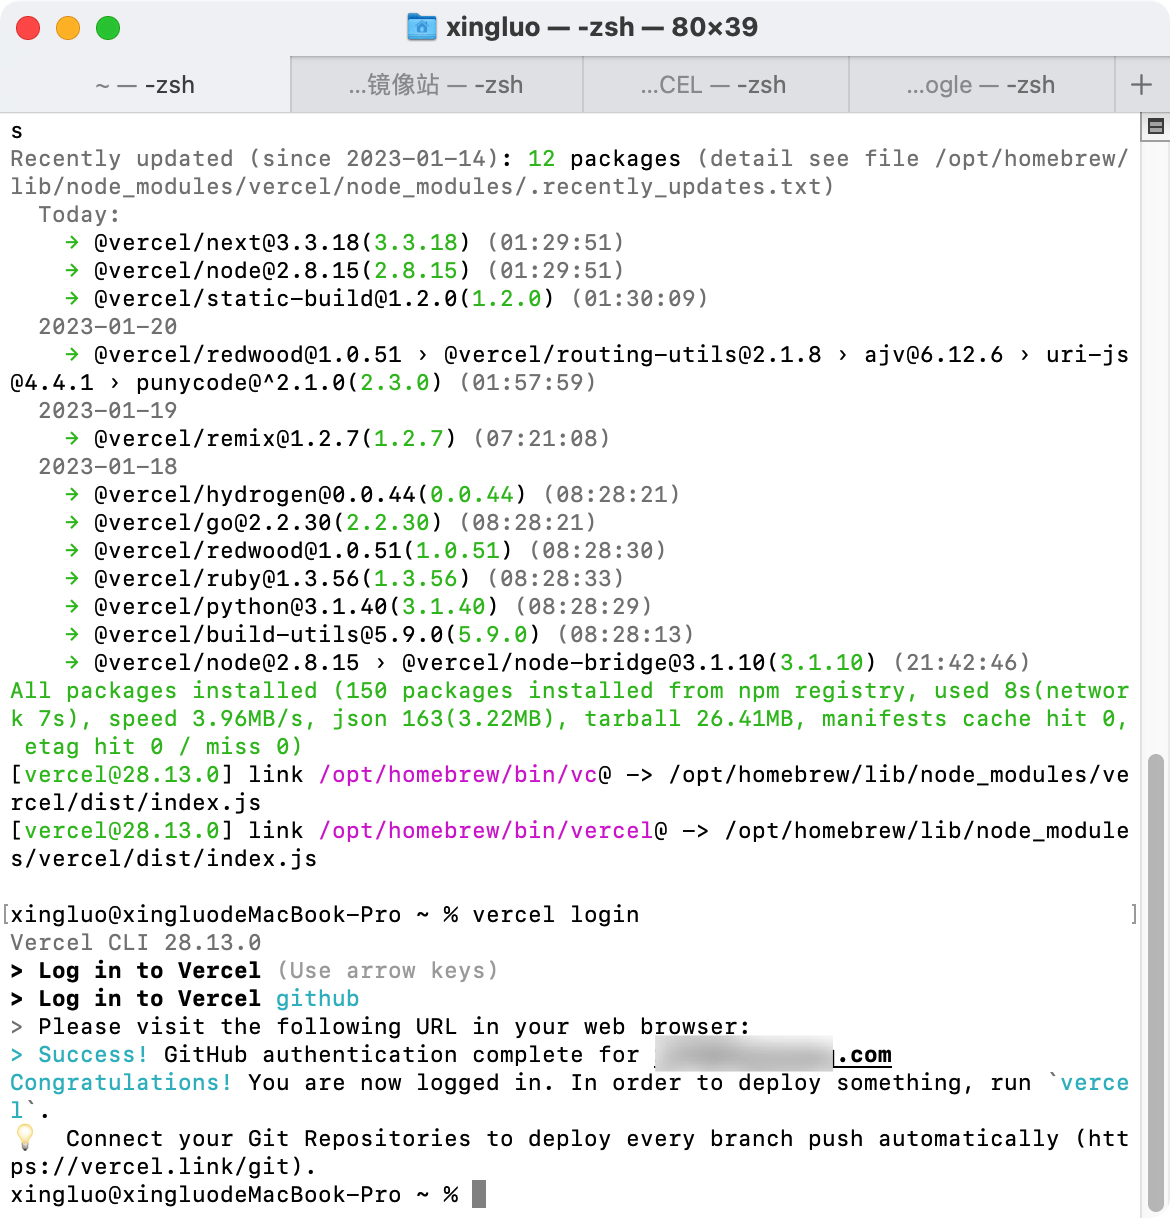 xingluo — -zsh — 80×39
~ — -zsh
...镜像站 — -zsh
...CEL — -zsh
...ogle — -zsh
+
s
Recently updated (since 2023-01-14): 12 packages (detail see file /opt/homebrew/
lib/node_modules/vercel/node_modules/.recently_updates.txt)
Today:
→ @vercel/next@3.3.18(3.3.18) (01:29:51)
→ @vercel/node@2.8.15(2.8.15) (01:29:51)
→ @vercel/static-build@1.2.0(1.2.0) (01:30:09)
2023-01-20
→ @vercel/redwood@1.0.51 › @vercel/routing-utils@2.1.8 › ajv@6.12.6 › uri-js
@4.4.1 › punycode@^2.1.0(2.3.0) (01:57:59)
2023-01-19
→ @vercel/remix@1.2.7(1.2.7) (07:21:08)
2023-01-18
→ @vercel/hydrogen@0.0.44(0.0.44) (08:28:21)
→ @vercel/go@2.2.30(2.2.30) (08:28:21)
→ @vercel/redwood@1.0.51(1.0.51) (08:28:30)
→ @vercel/ruby@1.3.56(1.3.56) (08:28:33)
→ @vercel/python@3.1.40(3.1.40) (08:28:29)
→ @vercel/build-utils@5.9.0(5.9.0) (08:28:13)
→ @vercel/node@2.8.15 › @vercel/node-bridge@3.1.10(3.1.10) (21:42:46)
All packages installed (150 packages installed from npm registry, used 8s(networ
k 7s), speed 3.96MB/s, json 163(3.22MB), tarball 26.41MB, manifests cache hit 0,
etag hit 0 / miss 0)
[vercel@28.13.0] link /opt/homebrew/bin/vc@ -> /opt/homebrew/lib/node_modules/ve
rcel/dist/index.js
[vercel@28.13.0] link /opt/homebrew/bin/vercel@ -> /opt/homebrew/lib/node_module
s/vercel/dist/index.js
[xingluo@xingluodeMacBook-Pro ~ % vercel login ]
Vercel CLI 28.13.0
> Log in to Vercel (Use arrow keys)
> Log in to Vercel github
> Please visit the following URL in your web browser:
> Success! GitHub authentication complete for .com
Congratulations! You are now logged in. In order to deploy something, run `verce
l`.
💡 Connect your Git Repositories to deploy every branch push automatically (htt
ps://vercel.link/git).
xingluo@xingluodeMacBook-Pro ~ %